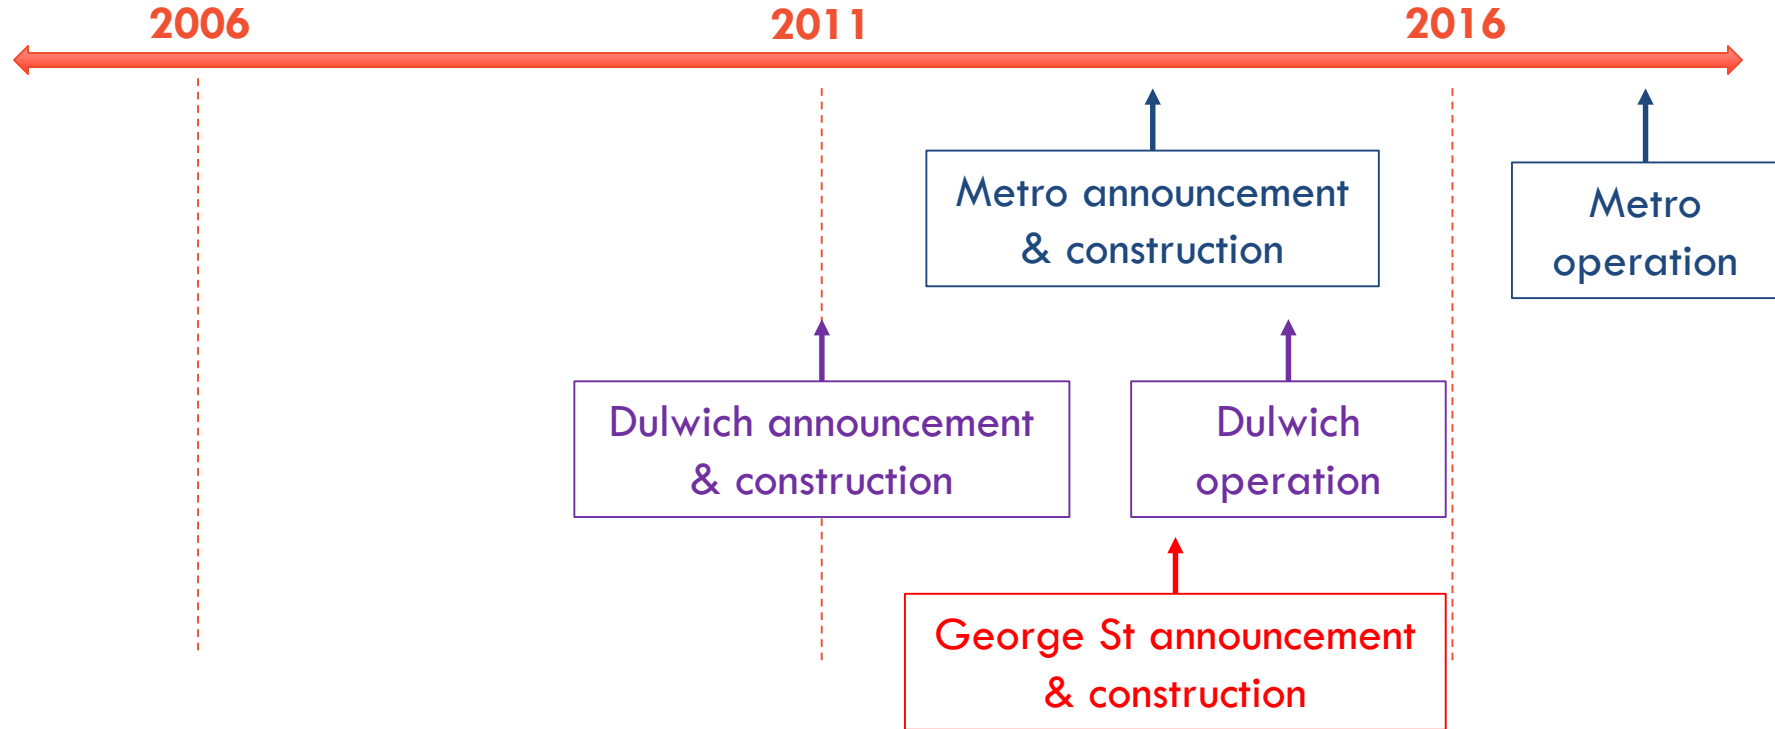 2006
2011
2016
Metro announcement
& construction
Metro
operation
Dulwich announcement
& construction
Dulwich
operation
George St announcement
& construction